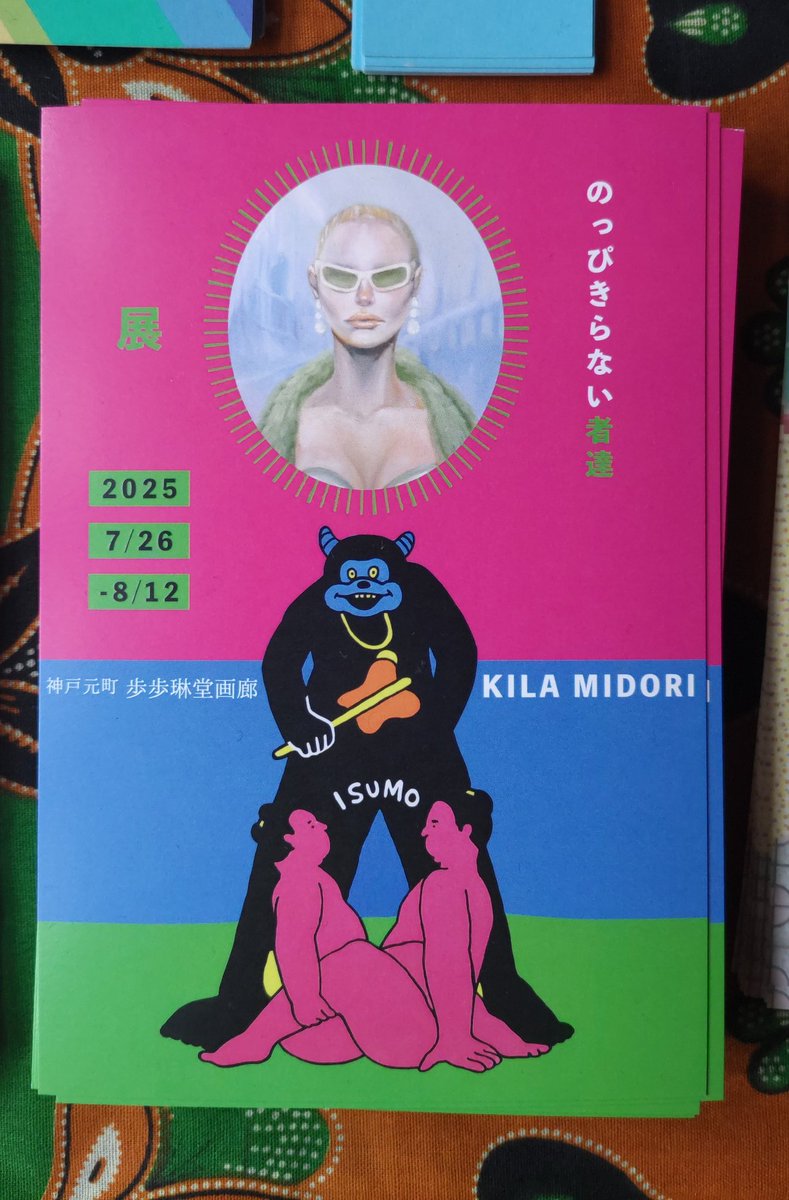 のっぴきらない者達
展
2025
7/26
-8/12
神戸元町 歩歩琳堂画廊
KILA MIDORI
ISUMO